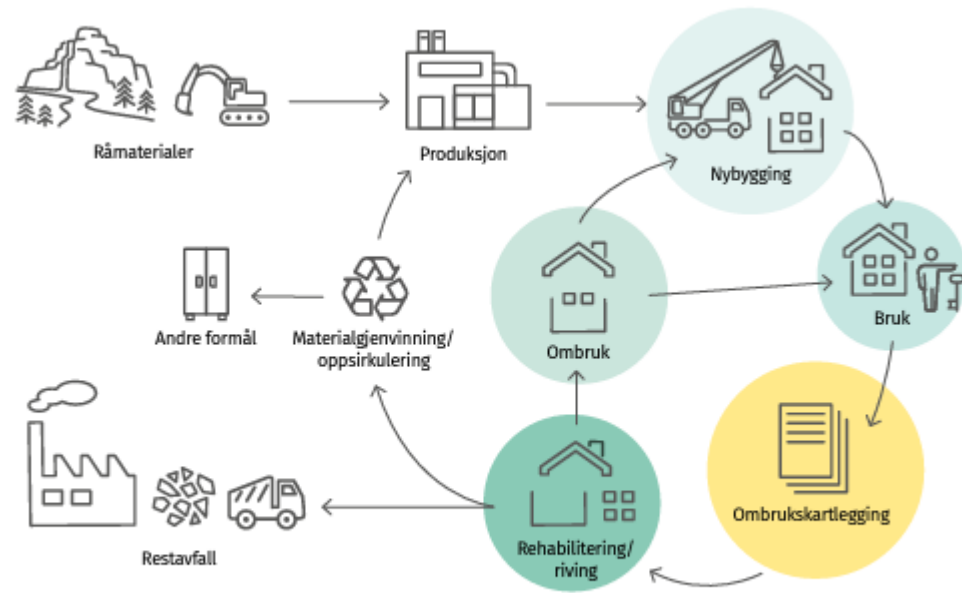 Råmaterialer
Produksjon
Nybygging
Andre formål
Materialgjenvinning/
oppsirkulering
Ombruk
Bruk
Restavfall
Rehabilitering/
riving
Ombrukskartlegging